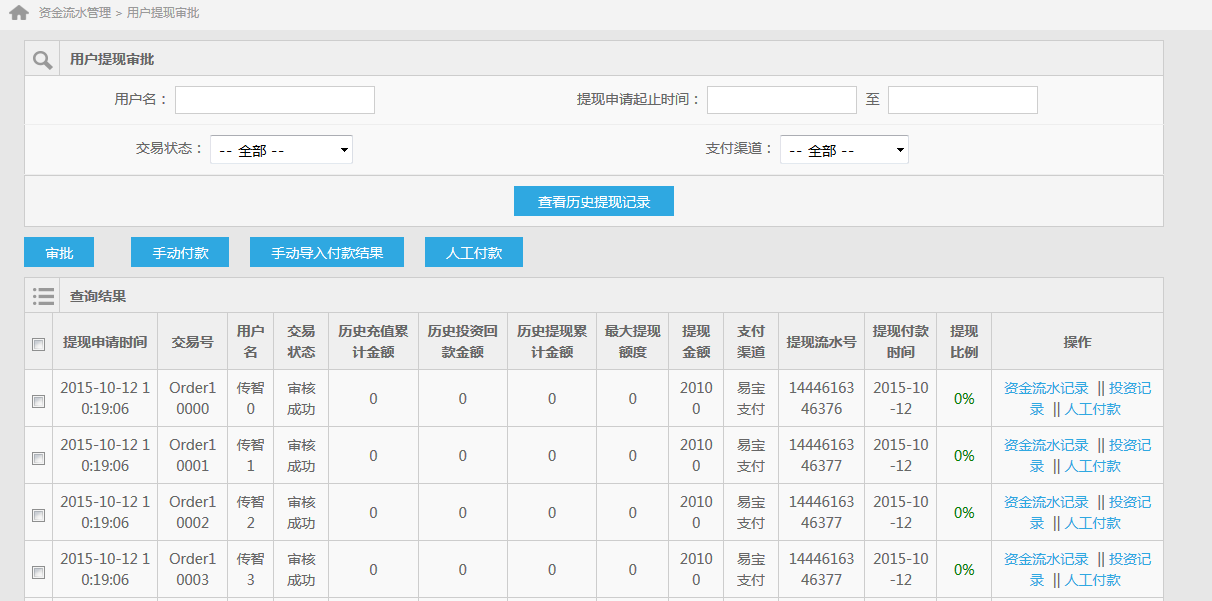 资金流水管理 > 用户提现审批
用户提现审批
用户名： 提现申请起止时间： 至
交易状态： -- 全部 -- 支付渠道： -- 全部 --
查看历史提现记录
审批 手动付款 手动导入付款结果 人工付款
查询结果
提现申请时间 交易号 用户名 交易状态 历史充值累计金额 历史投资回款金额 历史提现累计金额 最大提现额度 提现金额 支付渠道 提现流水号 提现付款时间 提现比例 操作
2015-10-12 10:19:06 Order10000 传智0 审核成功 0 0 0 0 20100 易宝支付 1444616346376 2015-10-12 0% 资金流水记录 || 投资记录 || 人工付款
2015-10-12 10:19:06 Order10001 传智1 审核成功 0 0 0 0 20100 易宝支付 1444616346377 2015-10-12 0% 资金流水记录 || 投资记录 || 人工付款
2015-10-12 10:19:06 Order10002 传智2 审核成功 0 0 0 0 20100 易宝支付 1444616346377 2015-10-12 0% 资金流水记录 || 投资记录 || 人工付款
2015-10-12 10:19:06 Order10003 传智3 审核成功 0 0 0 0 20100 易宝支付 1444616346377 2015-10-12 0% 资金流水记录 || 投资记录 || 人工付款